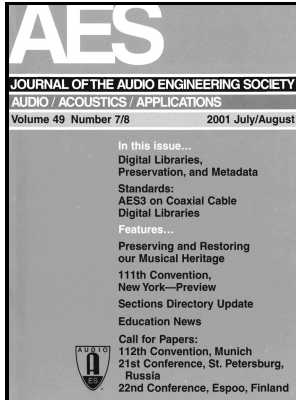 AES
JOURNAL OF THE AUDIO ENGINEERING SOCIETY
AUDIO / ACOUSTICS / APPLICATIONS
Volume 49 Number 7/8 2001 July/August
In this issue…
Digital Libraries,
Preservation, and Metadata
Standards:
AES3 on Coaxial Cable
Digital Libraries
Features…
Preserving and Restoring
our Musical Heritage
111th Convention,
New York—Preview
Sections Directory Update
Education News
Call for Papers:
112th Convention, Munich
21st Conference, St. Petersburg,
Russia
22nd Conference, Espoo, Finland
AUDIO
A
ES